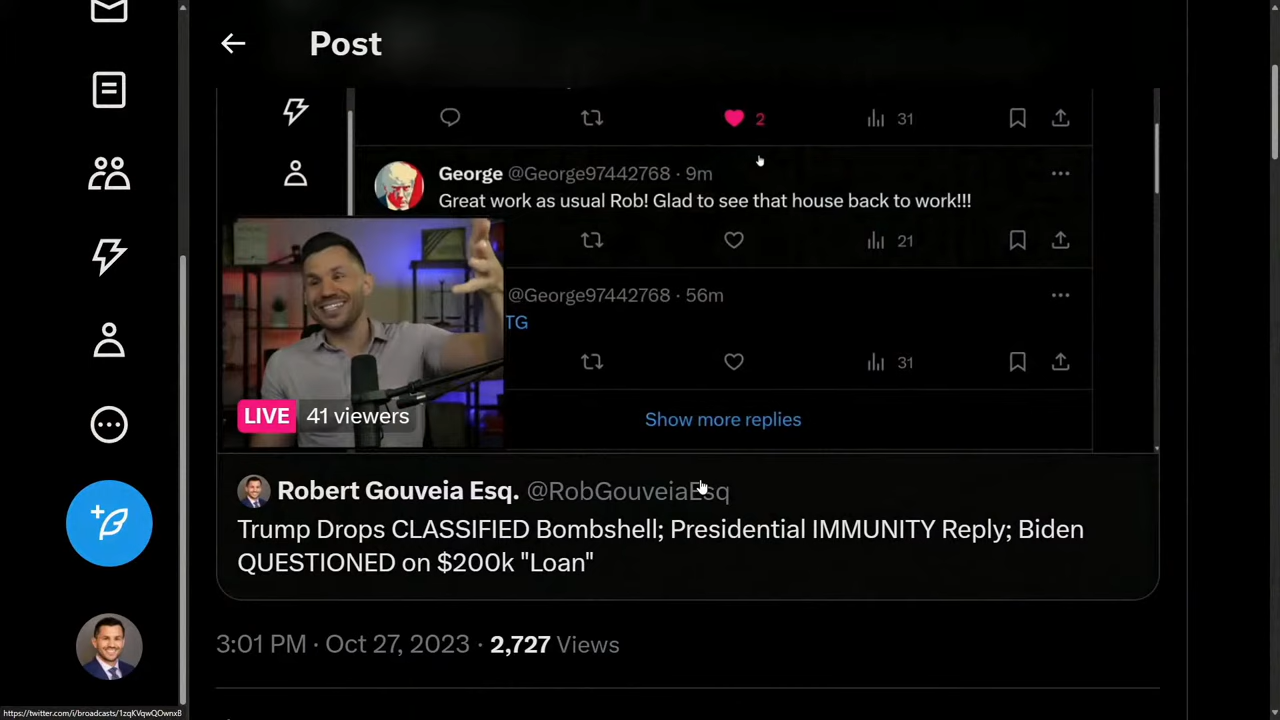 Post
2
31
George @George97442768 · 9m
Great work as usual Rob! Glad to see that house back to work!!!
21
@George97442768 · 56m
TG
31
LIVE 41 viewers
Show more replies
Robert Gouveia Esq. @RobGouveiaEsq
Trump Drops CLASSIFIED Bombshell; Presidential IMMUNITY Reply; Biden
QUESTIONED on $200k "Loan"
3:01 PM · Oct 27, 2023 · 2,727 Views
https://twitter.com/i/broadcasts/1zqKVqwQOwnxB